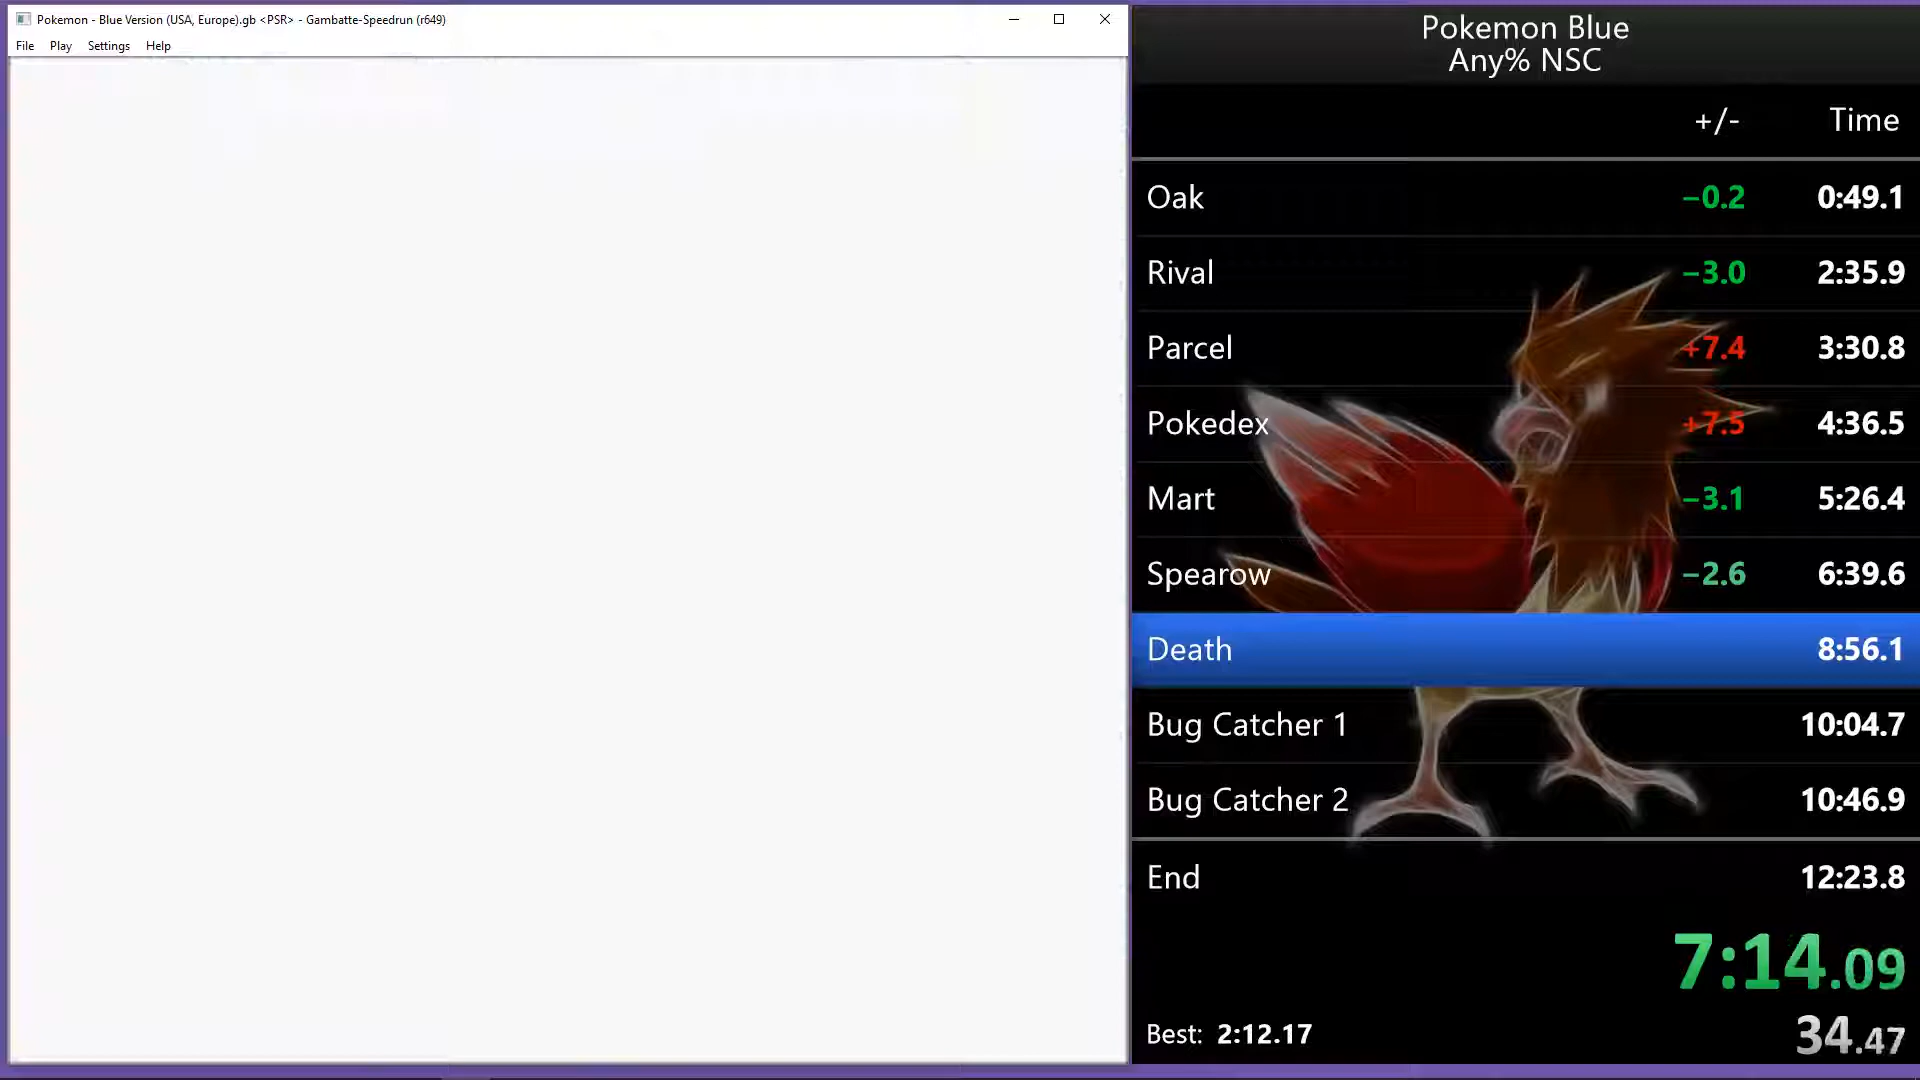 Pokemon - Blue Version (USA, Europe).gb <PSR> - Gambatte-Speedrun (r649)
File Play Settings Help
Pokemon Blue
Any% NSC
+/- Time
Oak −0.2 0:49.1
Rival −3.0 2:35.9
Parcel +7.4 3:30.8
Pokedex +7.5 4:36.5
Mart −3.1 5:26.4
Spearow −2.6 6:39.6
Death 8:56.1
Bug Catcher 1 10:04.7
Bug Catcher 2 10:46.9
End 12:23.8
7:14.09
Best: 2:12.17 34.47